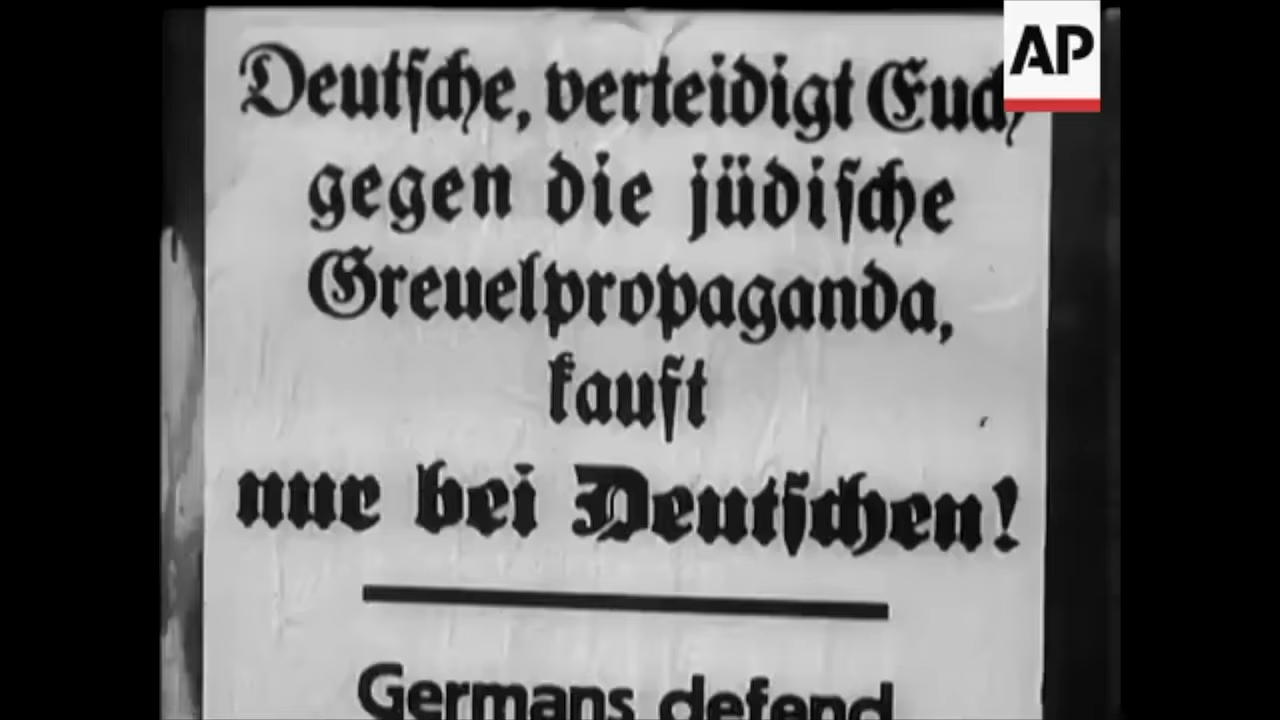 AP
Deutsche, verteidigt Euch
gegen die jüdische
Greuelpropaganda,
kauft
nur bei Deutschen!
Germans defend